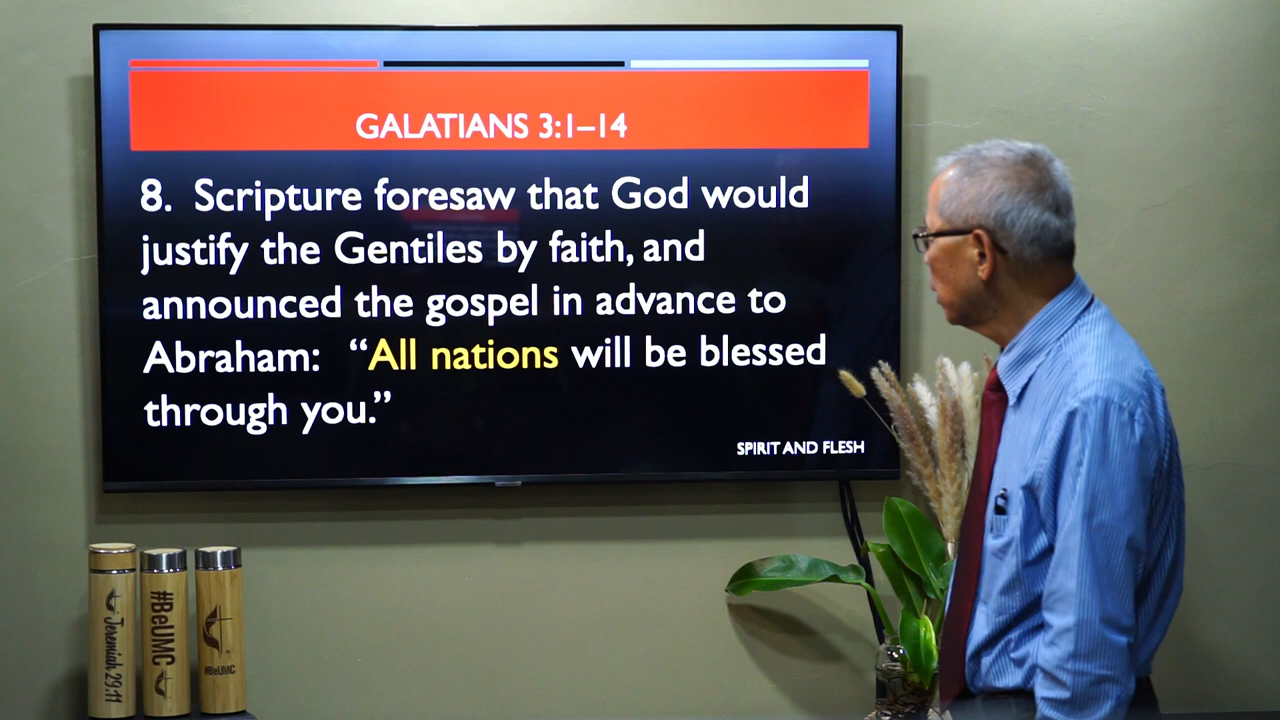 GALATIANS 3:1–14
8. Scripture foresaw that God would
justify the Gentiles by faith, and
announced the gospel in advance to
Abraham: “All nations will be blessed
through you.”
SPIRIT AND FLESH
Jeremiah 29:11
#BeUMC
#BeUMC